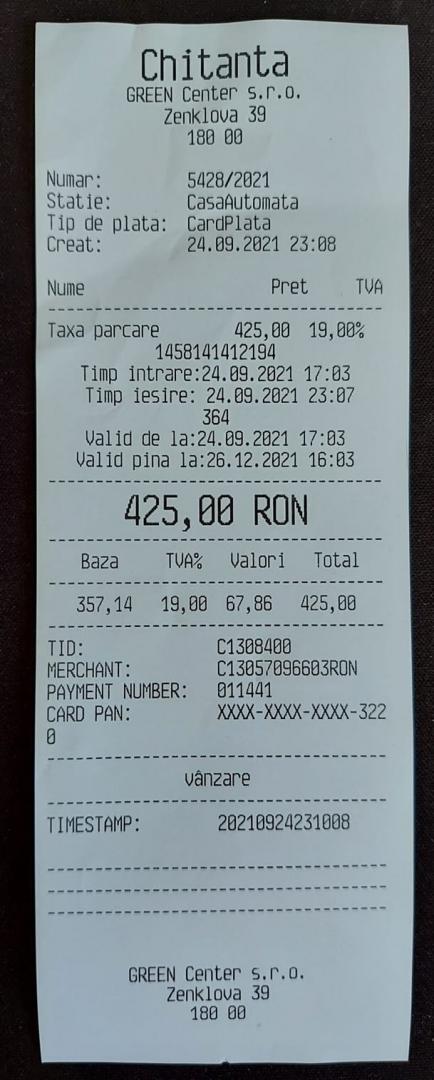 Chitanta
GREEN Center s.r.o.
Zenklova 39
180 00
Numar: 5428/2021
Statie: CasaAutomata
Tip de plata: CardPlata
Creat: 24.09.2021 23:08
Nume Pret TVA
Taxa parcare 425,00 19,00%
1458141412194
Timp intrare:24.09.2021 17:03
Timp iesire: 24.09.2021 23:07
364
Valid de la:24.09.2021 17:03
Valid pina la:26.12.2021 16:03
425,00 RON
Baza TVA% Valori Total
357,14 19,00 67,86 425,00
TID: C1308400
MERCHANT: C13057096603RON
PAYMENT NUMBER: 011441
CARD PAN: XXXX-XXXX-XXXX-322
0
vânzare
TIMESTAMP: 20210924231008
GREEN Center s.r.o.
Zenklova 39
180 00